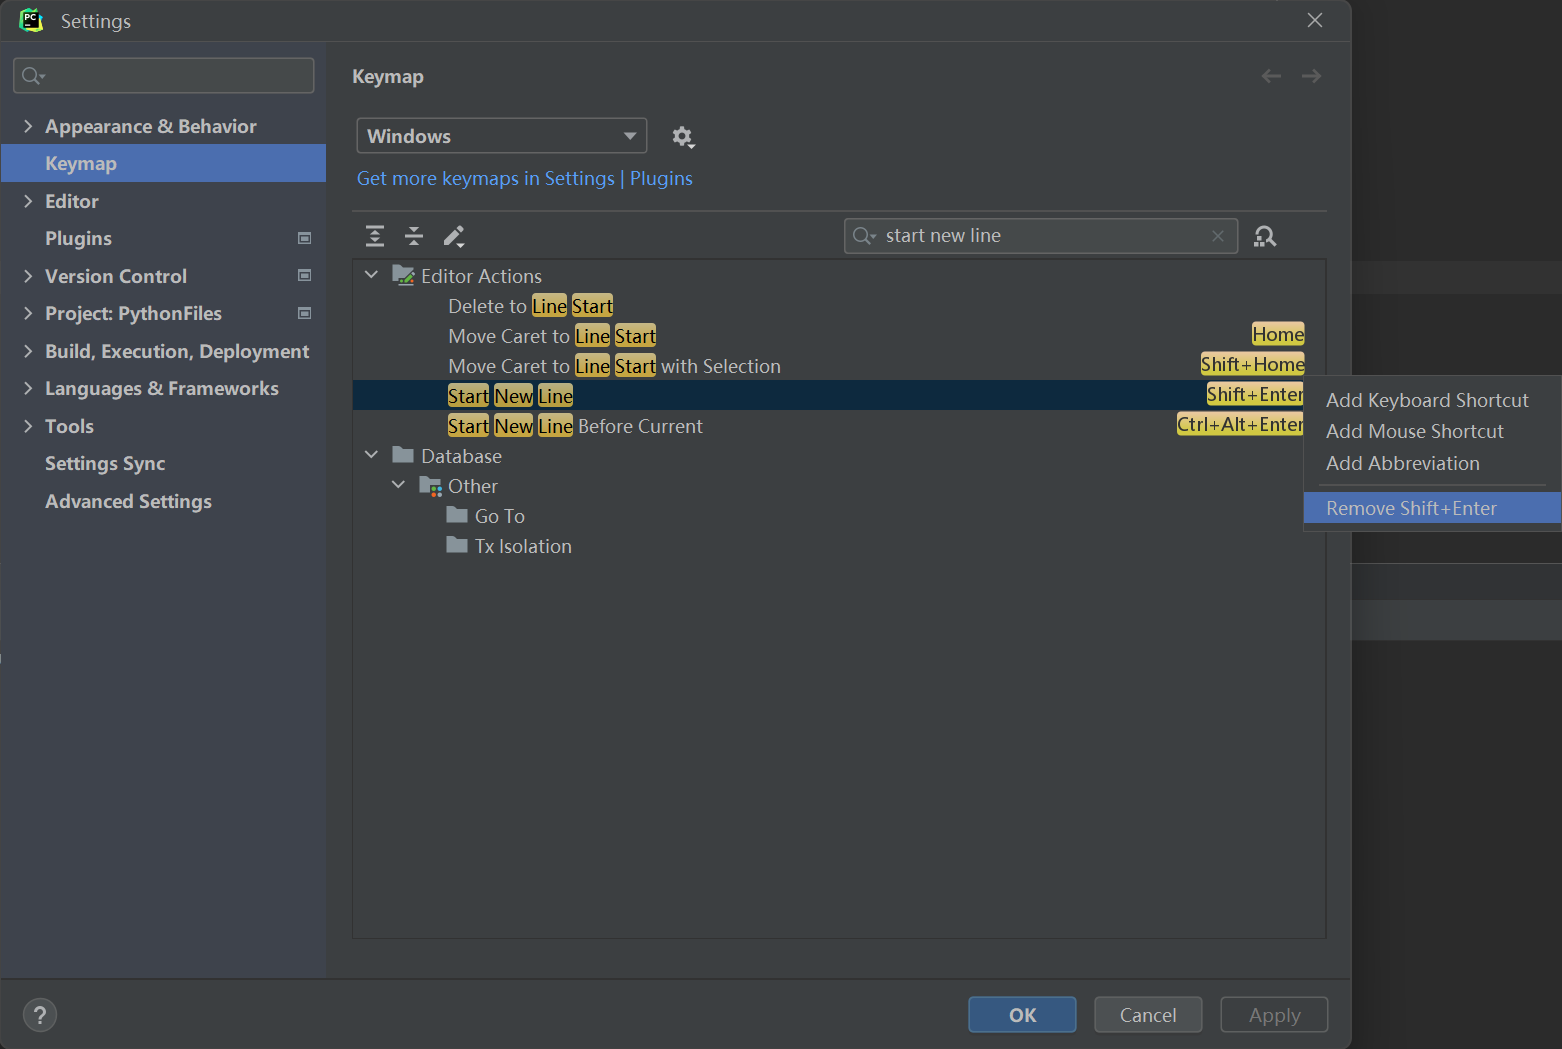 PC
Settings
Appearance & Behavior
Keymap
Editor
Plugins
Version Control
Project: PythonFiles
Build, Execution, Deployment
Languages & Frameworks
Tools
Settings Sync
Advanced Settings
Keymap
Windows
Get more keymaps in Settings | Plugins
start new line
Editor Actions
Delete to Line Start
Move Caret to Line Start Home
Move Caret to Line Start with Selection Shift+Home
Start New Line Shift+Enter
Start New Line Before Current Ctrl+Alt+Enter
Database
Other
Go To
Tx Isolation
Add Keyboard Shortcut
Add Mouse Shortcut
Add Abbreviation
Remove Shift+Enter
?
OK
Cancel
Apply